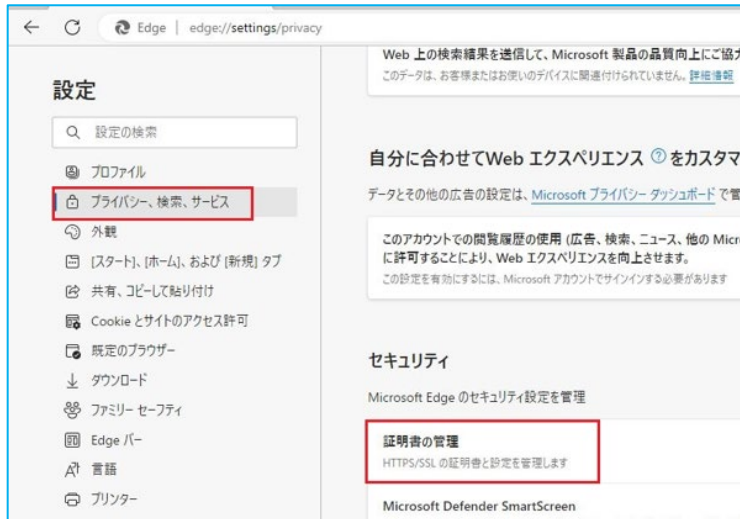 Edge | edge://settings/privacy
設定
設定の検索
プロファイル
プライバシー、検索、サービス
外観
[スタート]、[ホーム]、および [新規] タブ
共有、コピーして貼り付け
Cookie とサイトのアクセス許可
既定のブラウザー
ダウンロード
ファミリー セーフティ
Edge バー
言語
プリンター
Web 上の検索結果を送信して、Microsoft 製品の品質向上にご協力
このデータは、お客様またはお使いのデバイスに関連付けられていません。詳細情報
自分に合わせてWeb エクスペリエンス ? をカスタマ
データとその他の広告の設定は、Microsoft プライバシー ダッシュボード で管
このアカウントでの閲覧履歴の使用 (広告、検索、ニュース、他の Micr
に許可することにより、Web エクスペリエンスを向上させます。
この設定を有効にするには、Microsoft アカウントでサインインする必要があります
セキュリティ
Microsoft Edge のセキュリティ設定を管理
証明書の管理
HTTPS/SSL の証明書と設定を管理します
Microsoft Defender SmartScreen